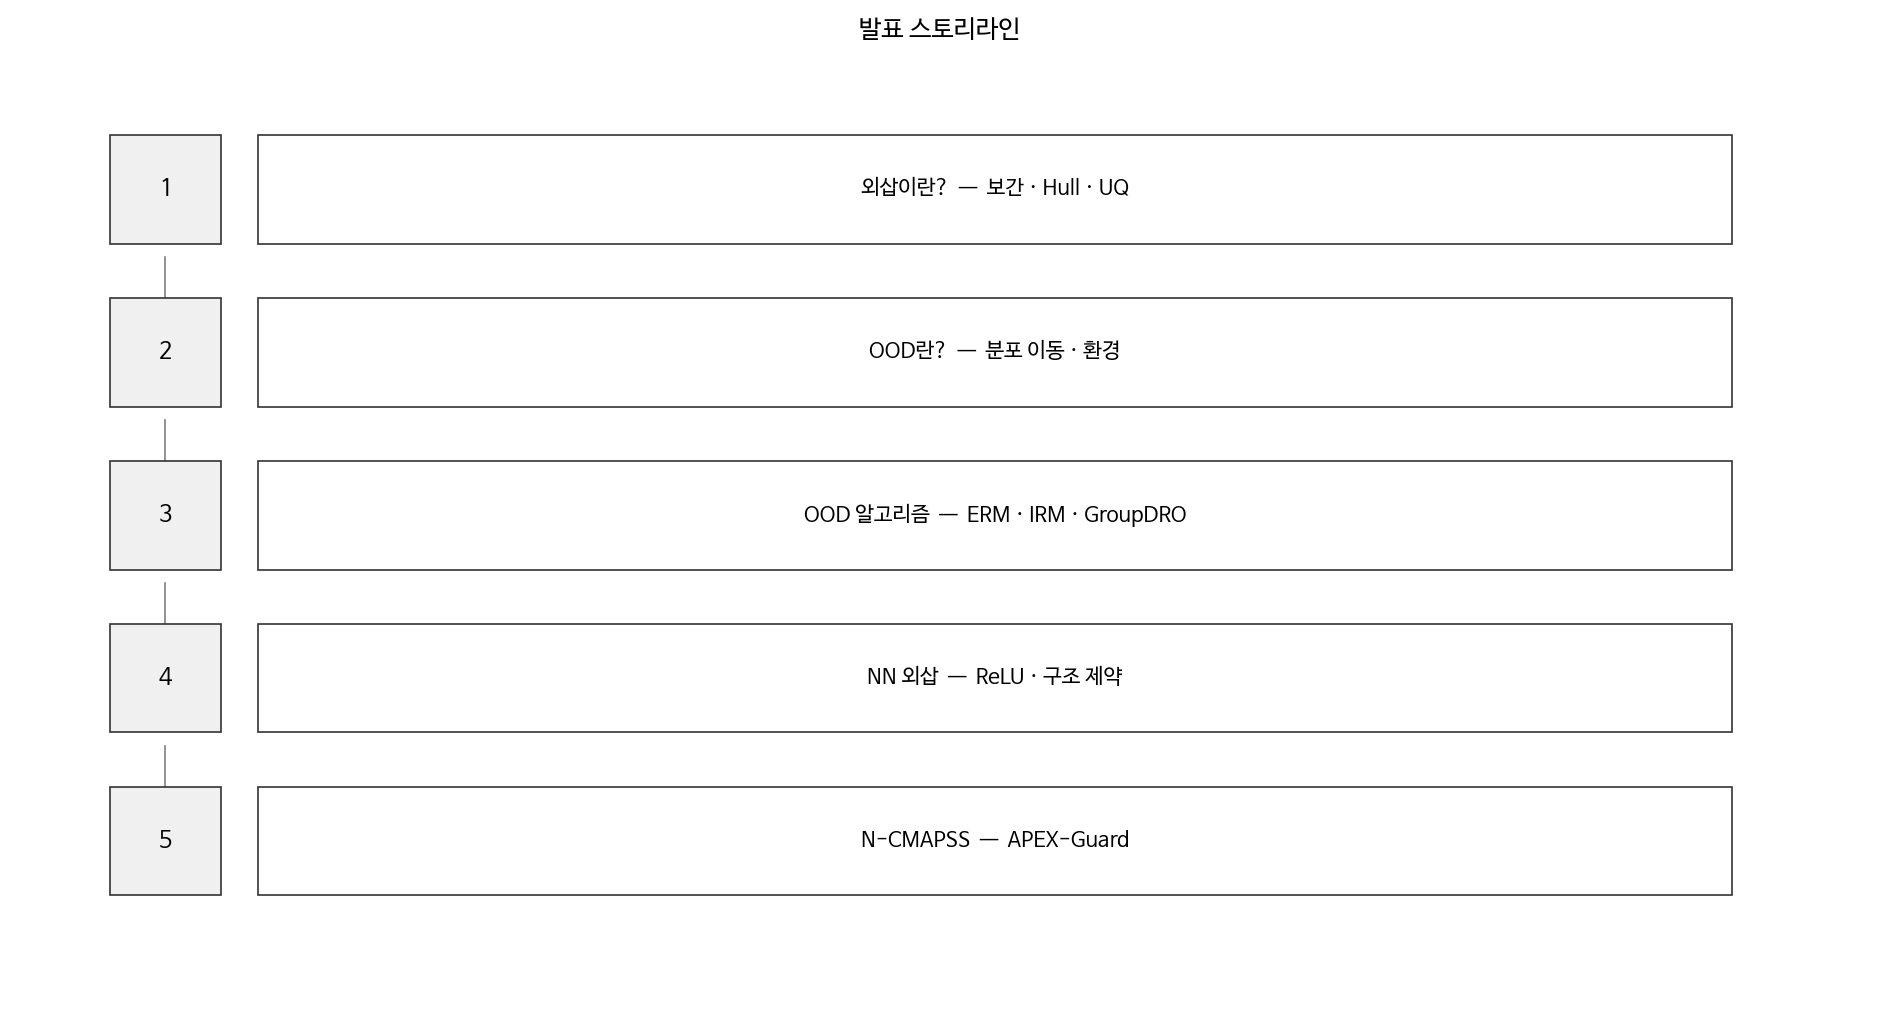 발표 스토리라인
1
외삽이란? — 보간 · Hull · UQ
2
OOD란? — 분포 이동 · 환경
3
OOD 알고리즘 — ERM · IRM · GroupDRO
4
NN 외삽 — ReLU · 구조 제약
5
N-CMAPSS — APEX-Guard